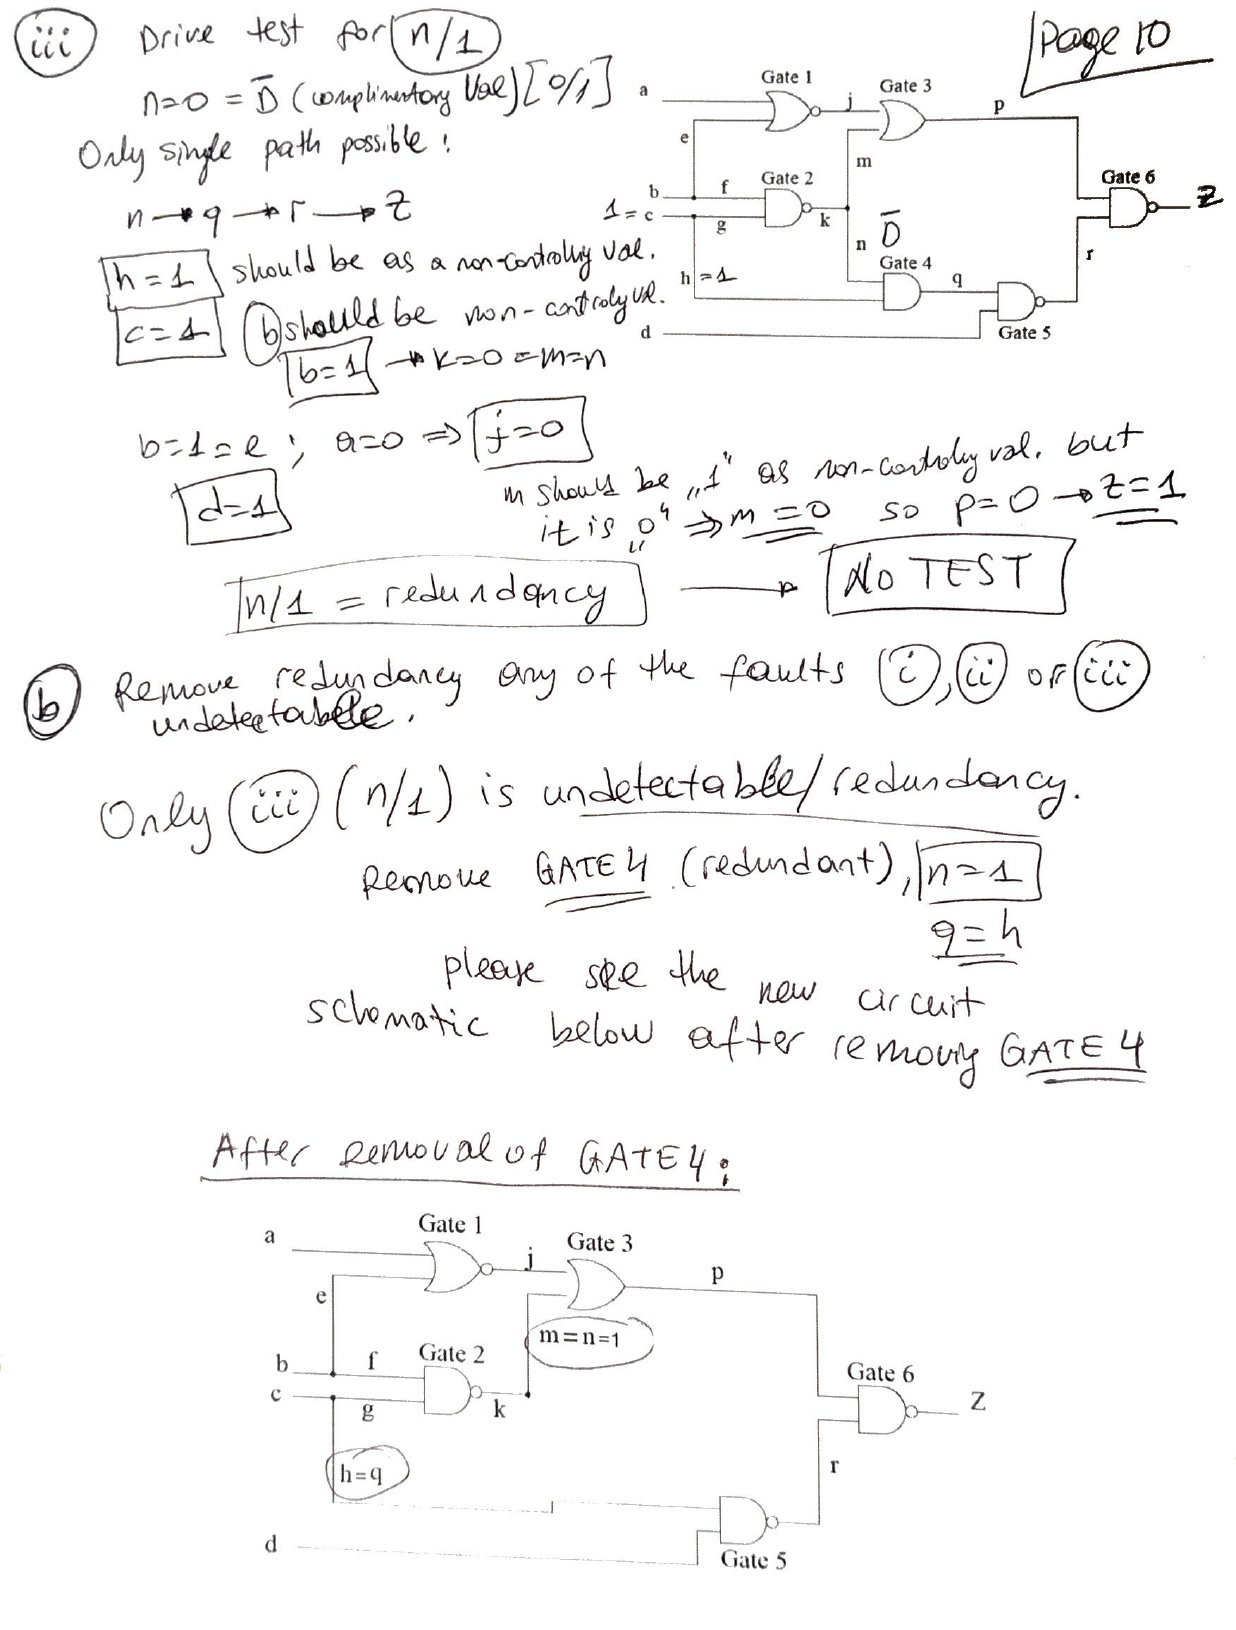 iii Drive test for n/1
Page 10
n=0 = D̅ (complimentory Val) [0/1]
Only single path possible :
n → q → r → Z
h = 1 should be as a non-controlling val.
c = 1 b should be non-controlyng val.
b=1 → k=0=m=n
b=1=e ; a=0 ⇒ j=0
d=1
m should be „1" as non-controling val. but
it is „0" ⇒ m=0 so p=0 → Z=1
n/1 = redundancy → NO TEST
a
Gate 1
j
Gate 3
p
e
m
b
f
Gate 2
Gate 6
Z
1=c
g
k
n D̅
r
h=1
Gate 4
q
d
Gate 5
b Remove redundancy any of the faults i, ii or iii
undetectable.
Only iii (n/1) is undetectable/redundancy.
Remove GATE 4 (redundant), n=1
q=h
please see the new circuit
schematic below after removing GATE 4
After removal of GATE 4:
a
Gate 1
j
Gate 3
p
e
m=n=1
b
f
Gate 2
c
g
k
Gate 6
Z
h=q
r
d
Gate 5